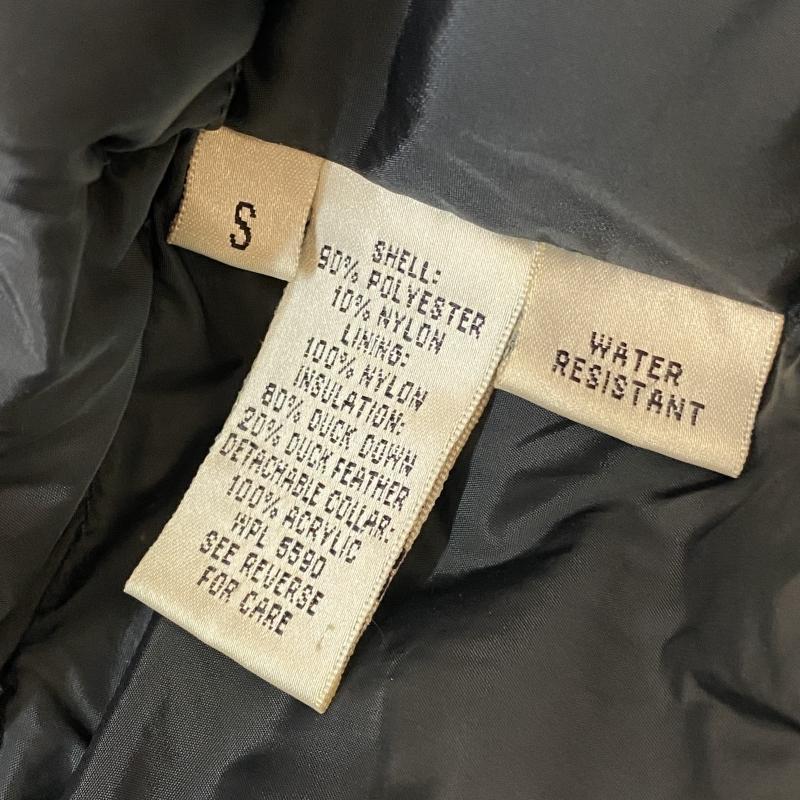 S
SHELL:
90% POLYESTER
10% NYLON
LINING:
100% NYLON
INSULATION:
80% DUCK DOWN
20% DUCK FEATHER
DETACHABLE COLLAR:
100% ACRYLIC
WPL 5590
SEE REVERSE
FOR CARE
WATER
RESISTANT